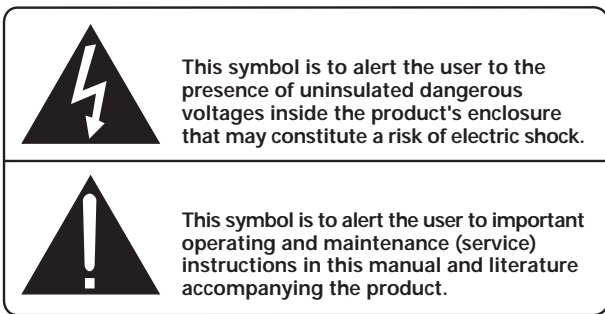 This symbol is to alert the user to the
presence of uninsulated dangerous
voltages inside the product's enclosure
that may constitute a risk of electric shock.
This symbol is to alert the user to important
operating and maintenance (service)
instructions in this manual and literature
accompanying the product.